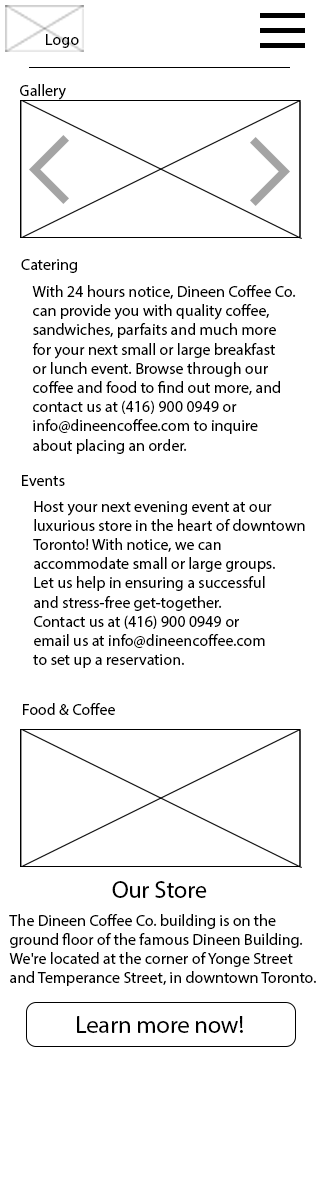 Logo
Gallery
Catering
With 24 hours notice, Dineen Coffee Co.
can provide you with quality coffee,
sandwiches, parfaits and much more
for your next small or large breakfast
or lunch event. Browse through our
coffee and food to find out more, and
contact us at (416) 900 0949 or
info@dineencoffee.com to inquire
about placing an order.
Events
Host your next evening event at our
luxurious store in the heart of downtown
Toronto! With notice, we can
accommodate small or large groups.
Let us help in ensuring a successful
and stress-free get-together.
Contact us at (416) 900 0949 or
email us at info@dineencoffee.com
to set up a reservation.
Food & Coffee
Our Store
The Dineen Coffee Co. building is on the
ground floor of the famous Dineen Building.
We're located at the corner of Yonge Street
and Temperance Street, in downtown Toronto.
Learn more now!